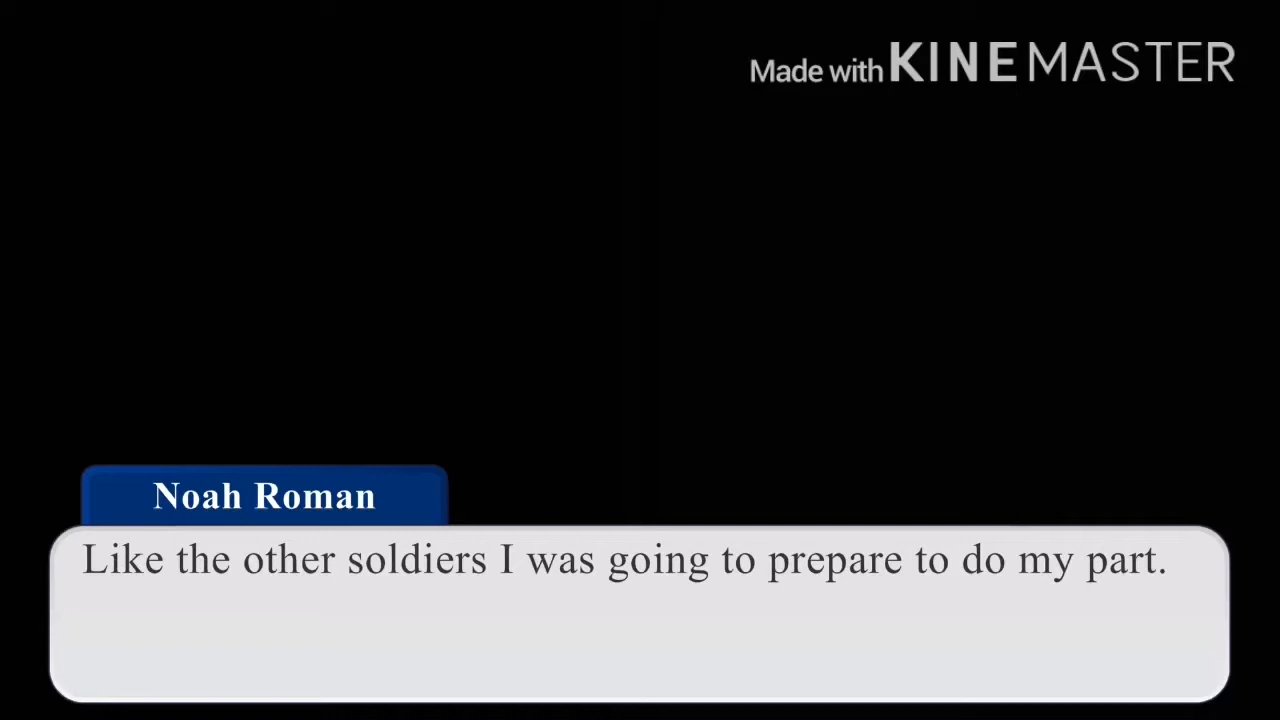 Made with KINEMASTER
Noah Roman
Like the other soldiers I was going to prepare to do my part.